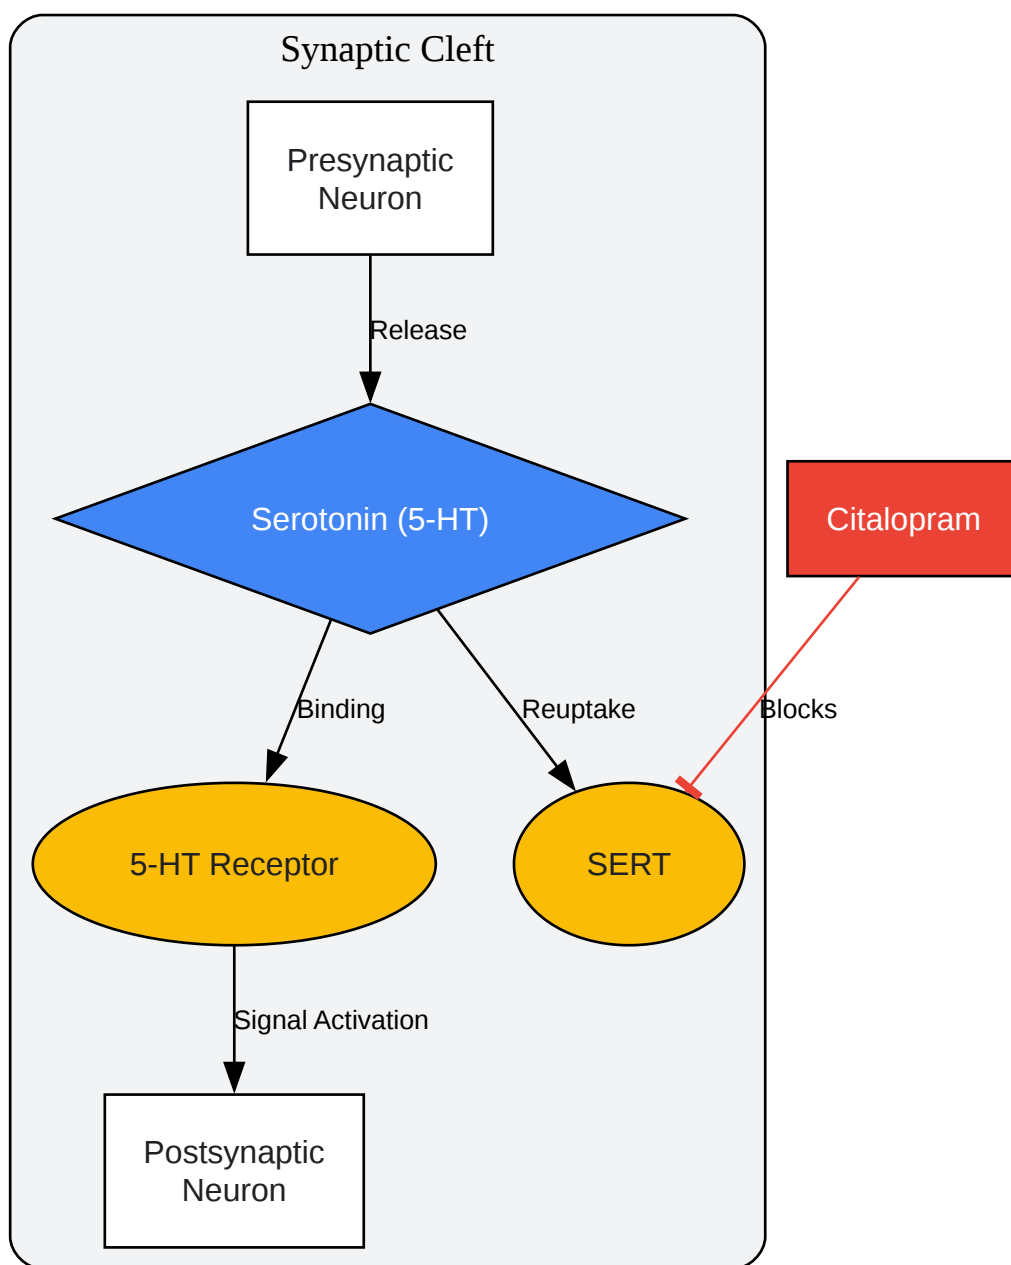 Synaptic Cleft
Presynaptic
Neuron
Release
Serotonin (5-HT)
Citalopram
Binding
Reuptake
Blocks
5-HT Receptor
SERT
Signal Activation
Postsynaptic
Neuron